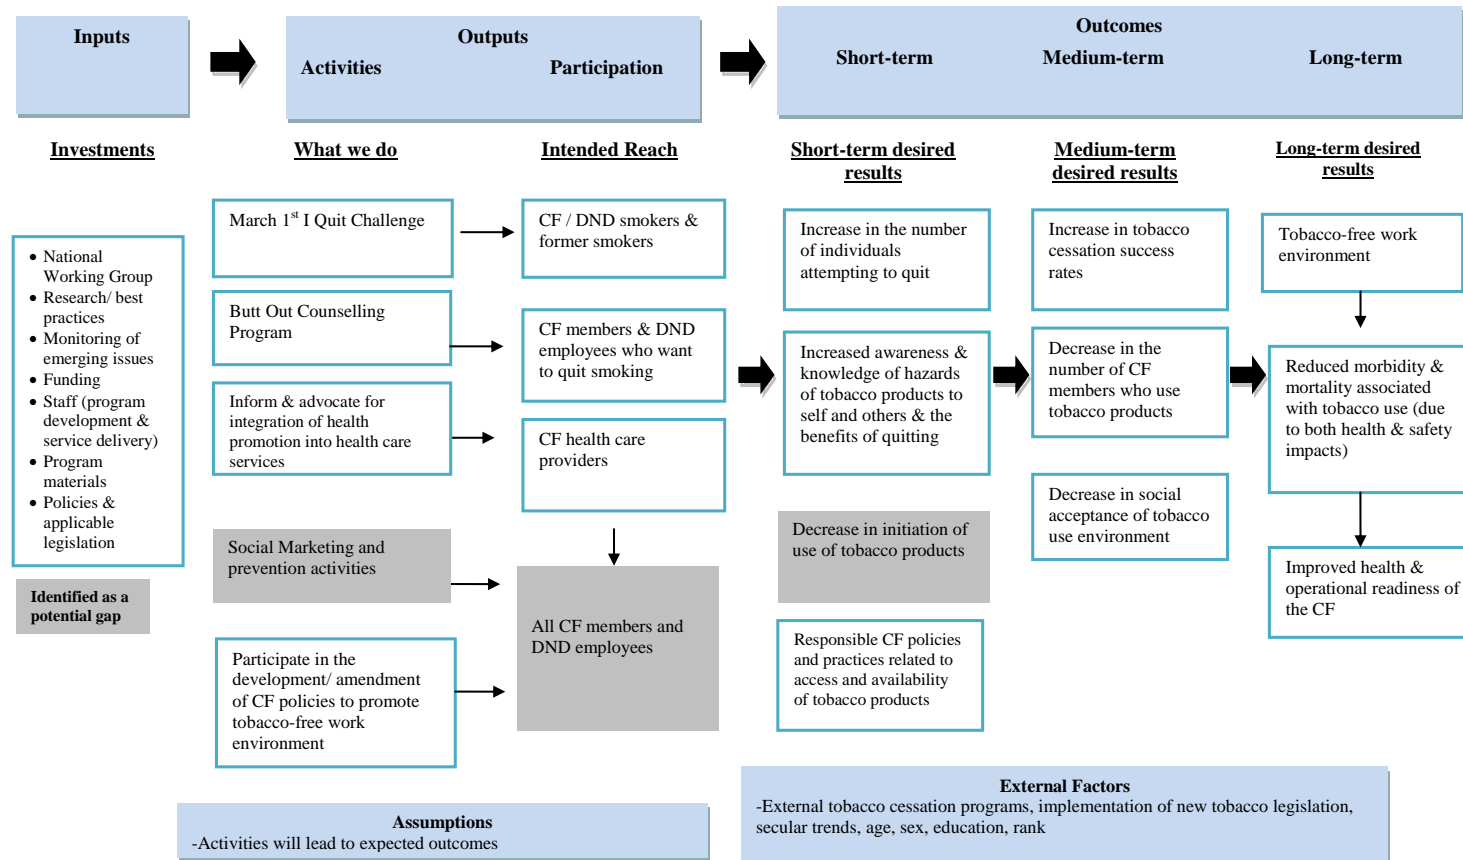 Inputs
Outputs
Activities
Participation
Outcomes
Short-term
Medium-term
Long-term
Investments
What we do
Intended Reach
Short-term desired
results
Medium-term
desired results
Long-term desired
results
• National
Working Group
• Research/ best
practices
• Monitoring of
emerging issues
• Funding
• Staff (program
development &
service delivery)
• Program
materials
• Policies &
applicable
legislation
Identified as a
potential gap
March 1st I Quit Challenge
Butt Out Counselling
Program
Inform & advocate for
integration of health
promotion into health care
services
Social Marketing and
prevention activities
Participate in the
development/ amendment
of CF policies to promote
tobacco-free work
environment
CF / DND smokers &
former smokers
CF members & DND
employees who want
to quit smoking
CF health care
providers
All CF members and
DND employees
Increase in the number
of individuals
attempting to quit
Increased awareness &
knowledge of hazards
of tobacco products to
self and others & the
benefits of quitting
Decrease in initiation of
use of tobacco products
Responsible CF policies
and practices related to
access and availability
of tobacco products
Increase in tobacco
cessation success
rates
Decrease in the
number of CF
members who use
tobacco products
Decrease in social
acceptance of tobacco
use environment
Tobacco-free work
environment
Reduced morbidity &
mortality associated
with tobacco use (due
to both health & safety
impacts)
Improved health &
operational readiness of
the CF
Assumptions
-Activities will lead to expected outcomes
External Factors
-External tobacco cessation programs, implementation of new tobacco legislation,
secular trends, age, sex, education, rank